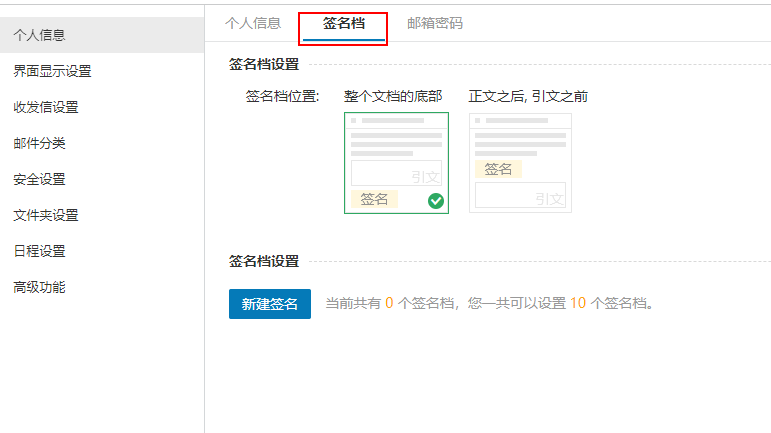 个人信息
界面显示设置
收发信设置
邮件分类
安全设置
文件夹设置
日程设置
高级功能
个人信息 签名档 邮箱密码
签名档设置
签名档位置: 整个文档的底部 正文之后, 引文之前
引文
签名
签名
引文
签名档设置
新建签名 当前共有 0 个签名档，您一共可以设置 10 个签名档。